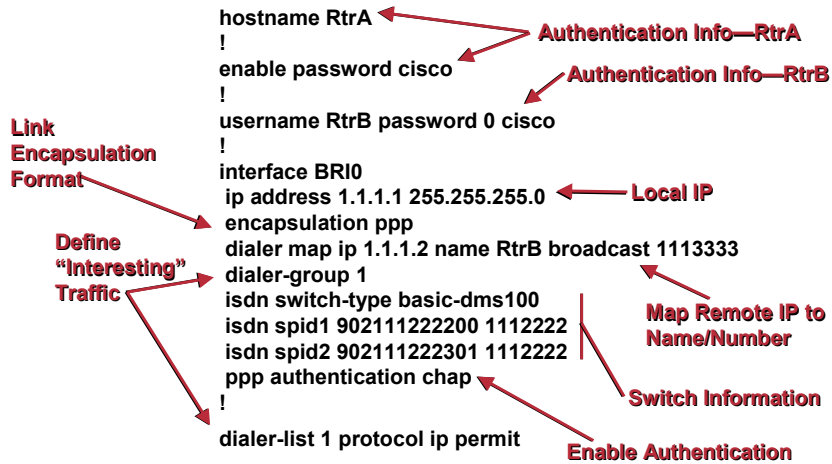 hostname RtrA
!
enable password cisco
!
username RtrB password 0 cisco
!
interface BRI0
ip address 1.1.1.1 255.255.255.0
encapsulation ppp
dialer map ip 1.1.1.2 name RtrB broadcast 1113333
dialer-group 1
isdn switch-type basic-dms100
isdn spid1 902111222200 1112222
isdn spid2 902111222301 1112222
ppp authentication chap
!
dialer-list 1 protocol ip permit
Link
Encapsulation
Format
Define
“Interesting”
Traffic
Authentication Info—RtrA
Authentication Info—RtrB
Local IP
Map Remote IP to
Name/Number
Switch Information
Enable Authentication